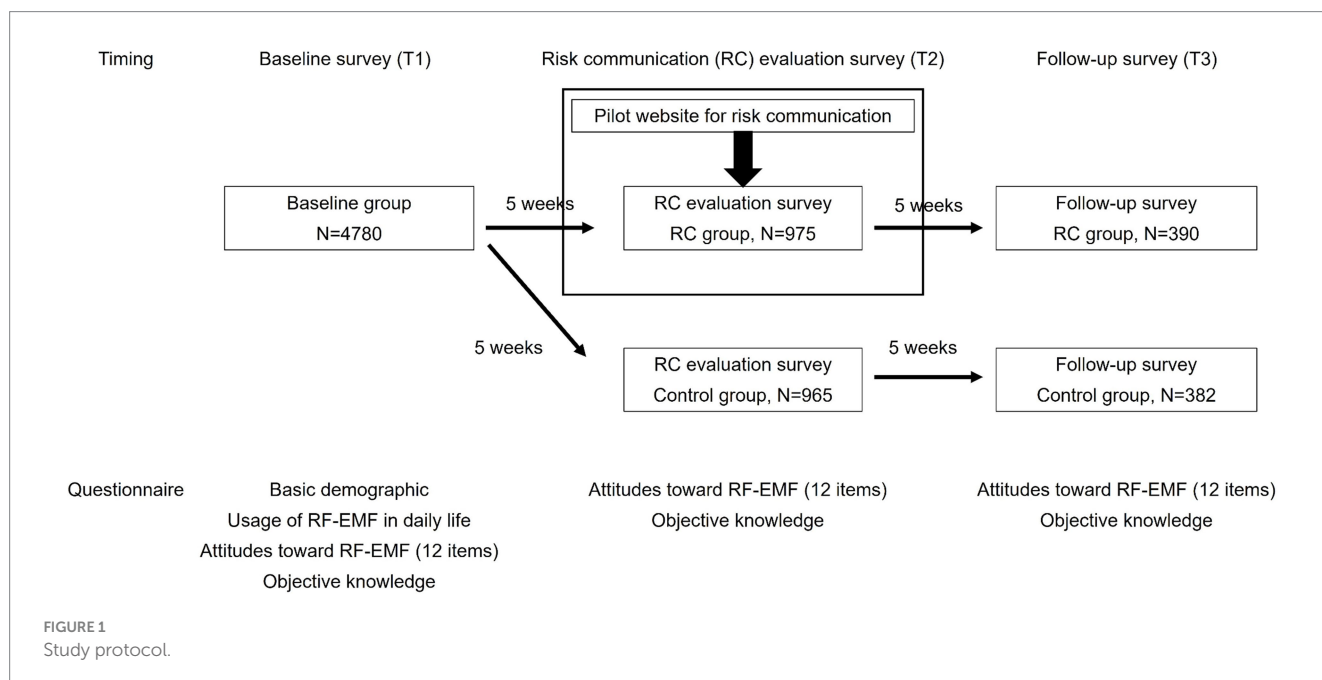 Timing
Baseline survey (T1)
Risk communication (RC) evaluation survey (T2)
Follow-up survey (T3)
Pilot website for risk communication
Baseline group
N=4780
5 weeks
RC evaluation survey
RC group, N=975
5 weeks
Follow-up survey
RC group, N=390
5 weeks
RC evaluation survey
Control group, N=965
5 weeks
Follow-up survey
Control group, N=382
Questionnaire
Basic demographic
Usage of RF-EMF in daily life
Attitudes toward RF-EMF (12 items)
Objective knowledge
Attitudes toward RF-EMF (12 items)
Objective knowledge
Attitudes toward RF-EMF (12 items)
Objective knowledge
FIGURE 1
Study protocol.